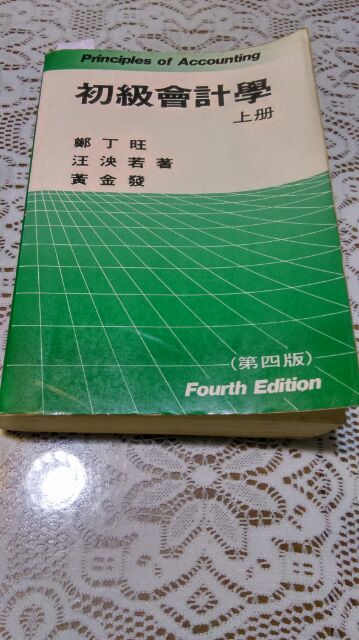 Principles of Accounting
初級會計學
上册
鄭丁旺
汪泱若著
黃金發
(第四版)
Fourth Edition